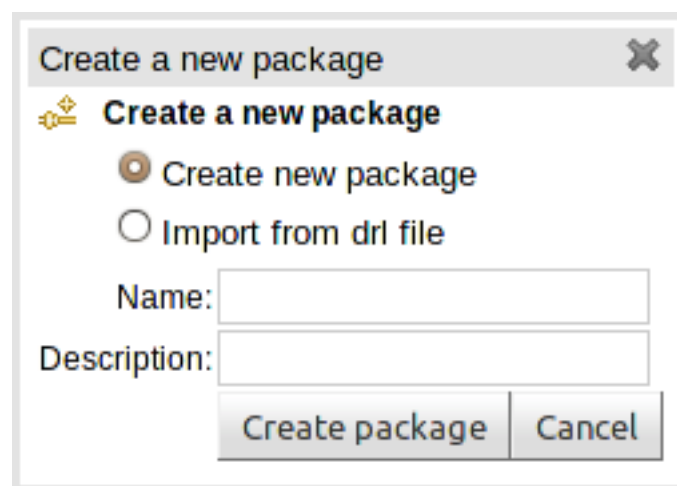 Create a new package
Create a new package
Create new package
Import from drl file
Name:
Description:
Create package Cancel